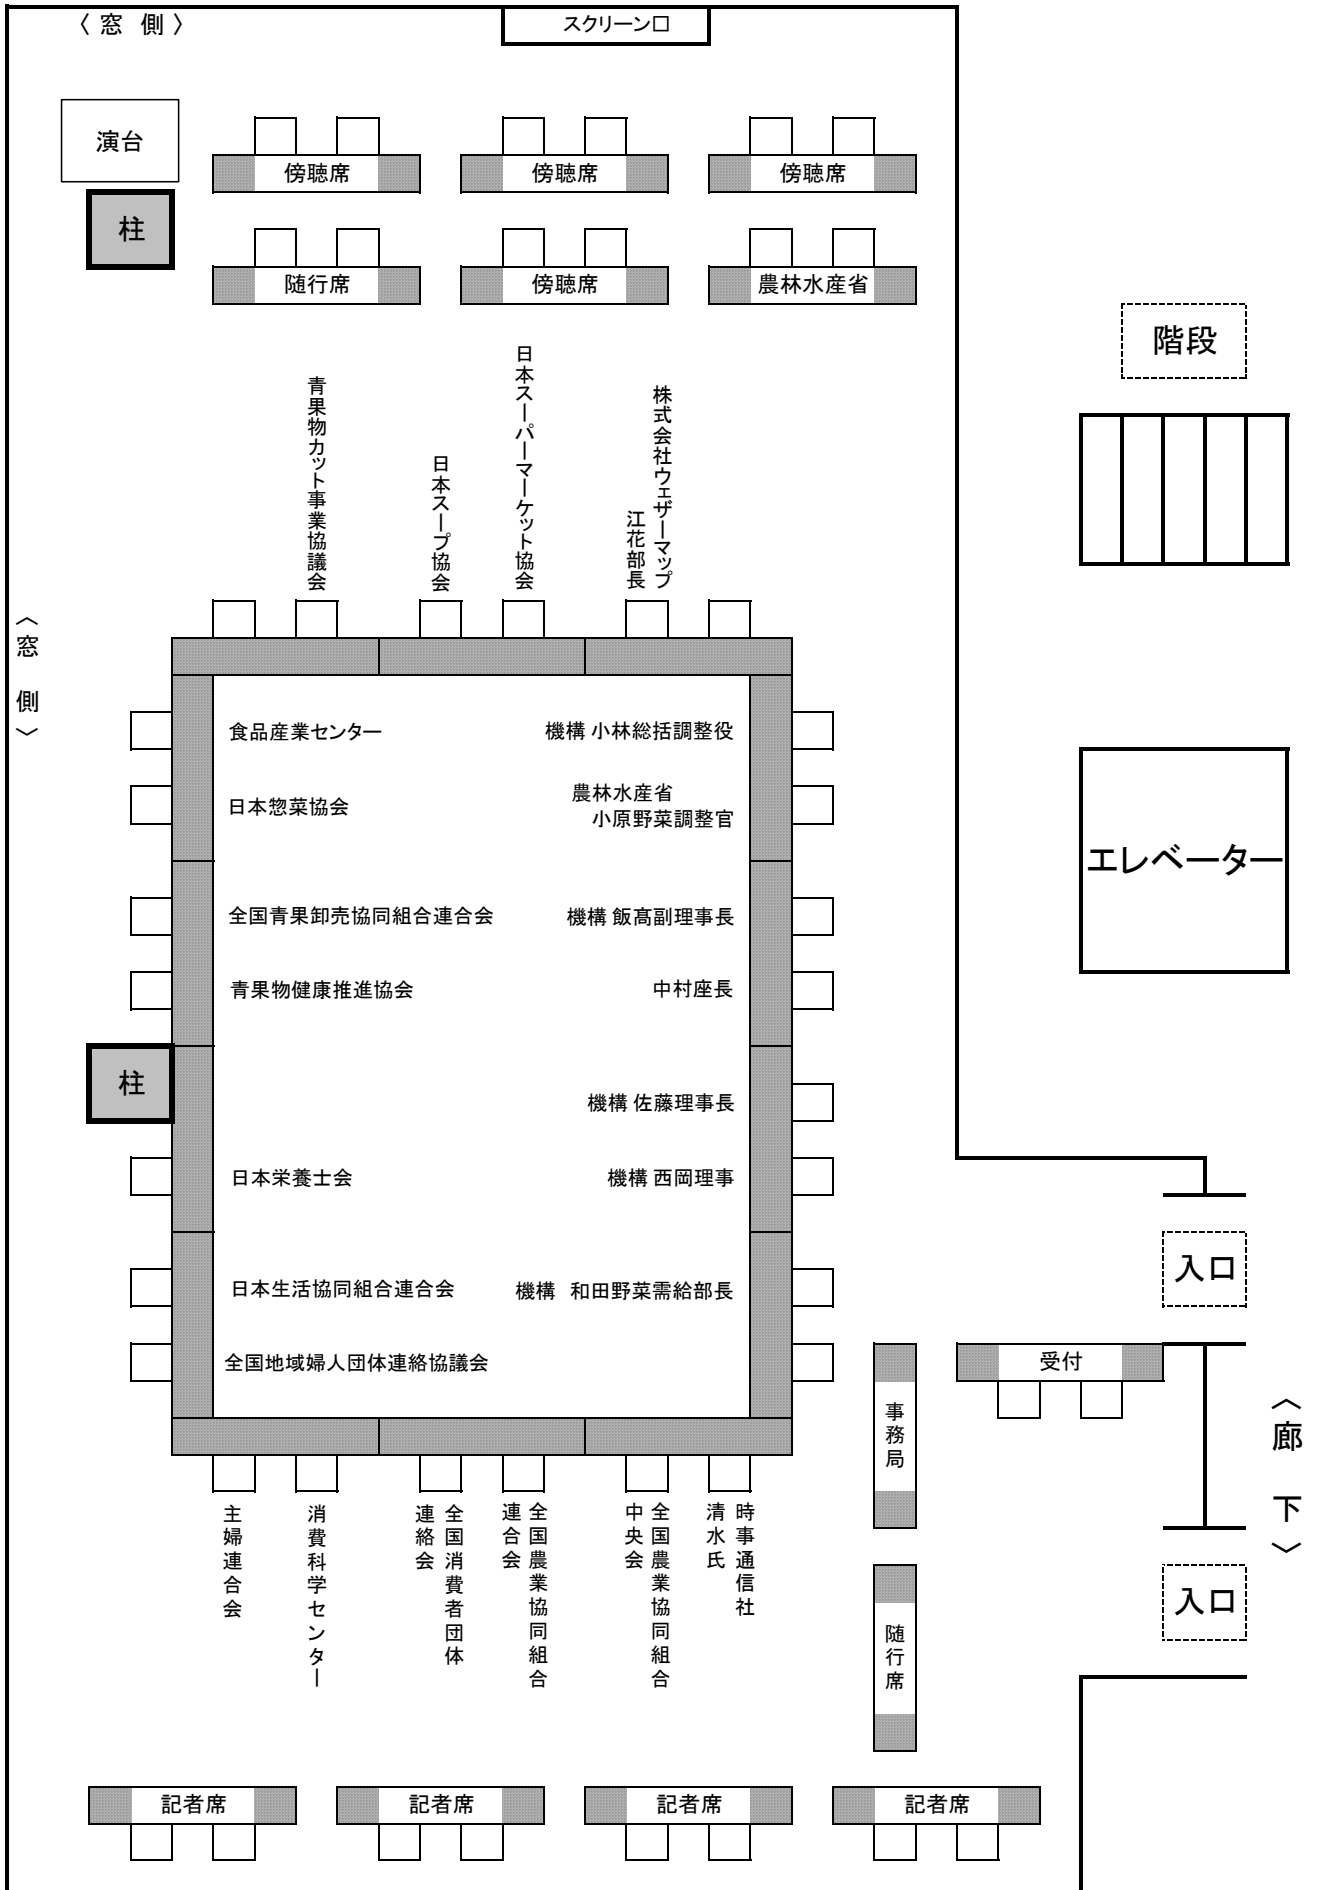 〈 窓 側 〉
スクリーン口
演台
柱
傍聴席
傍聴席
傍聴席
随行席
傍聴席
農林水産省
階段
青果物カット事業協議会
日本スープ協会
日本スーパーマーケット協会
株式会社ウェザーマップ
江花部長
〈 窓 側 〉
食品産業センター
機構 小林総括調整役
日本惣菜協会
農林水産省
小原野菜調整官
エレベーター
全国青果卸売協同組合連合会
機構 飯髙副理事長
青果物健康推進協会
中村座長
柱
機構 佐藤理事長
日本栄養士会
機構 西岡理事
入口
日本生活協同組合連合会
機構 和田野菜需給部長
全国地域婦人団体連絡協議会
受付
事務局
〈 廊 下 〉
主婦連合会
消費科学センター
全国消費者団体
連絡会
全国農業協同組合
連合会
全国農業協同組合
中央会
時事通信社
清水氏
入口
随行席
記者席
記者席
記者席
記者席